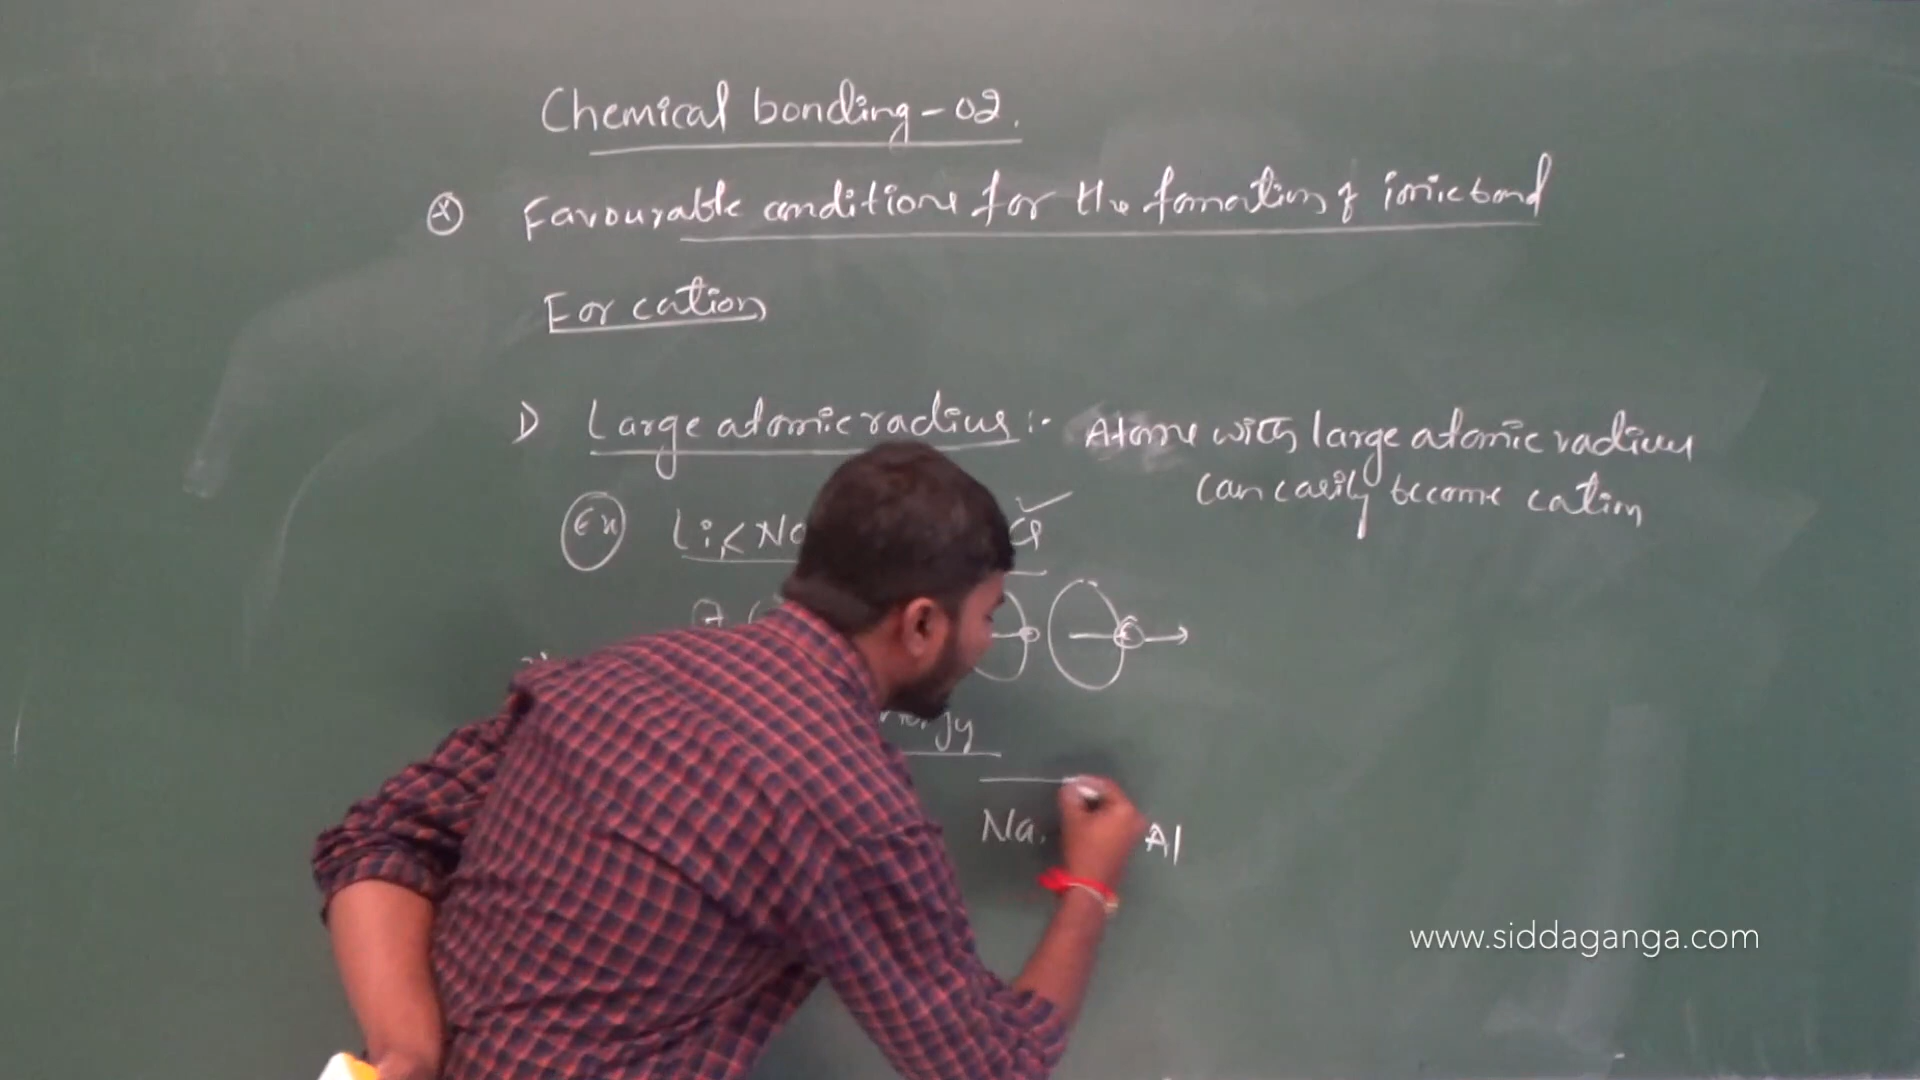 Chemical bonding - 02.
Favourable conditions for the formation of ionic bond
For cation
1) Large atomic radius :- Atoms with large atomic radius
can easily become cation
Ex Li < Na
Na. Al
www.siddaganga.com